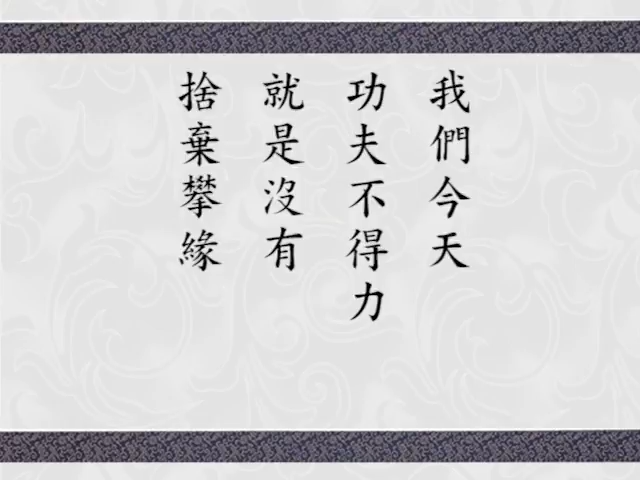 我們今天
功夫不得力
就是沒有
捨棄攀緣